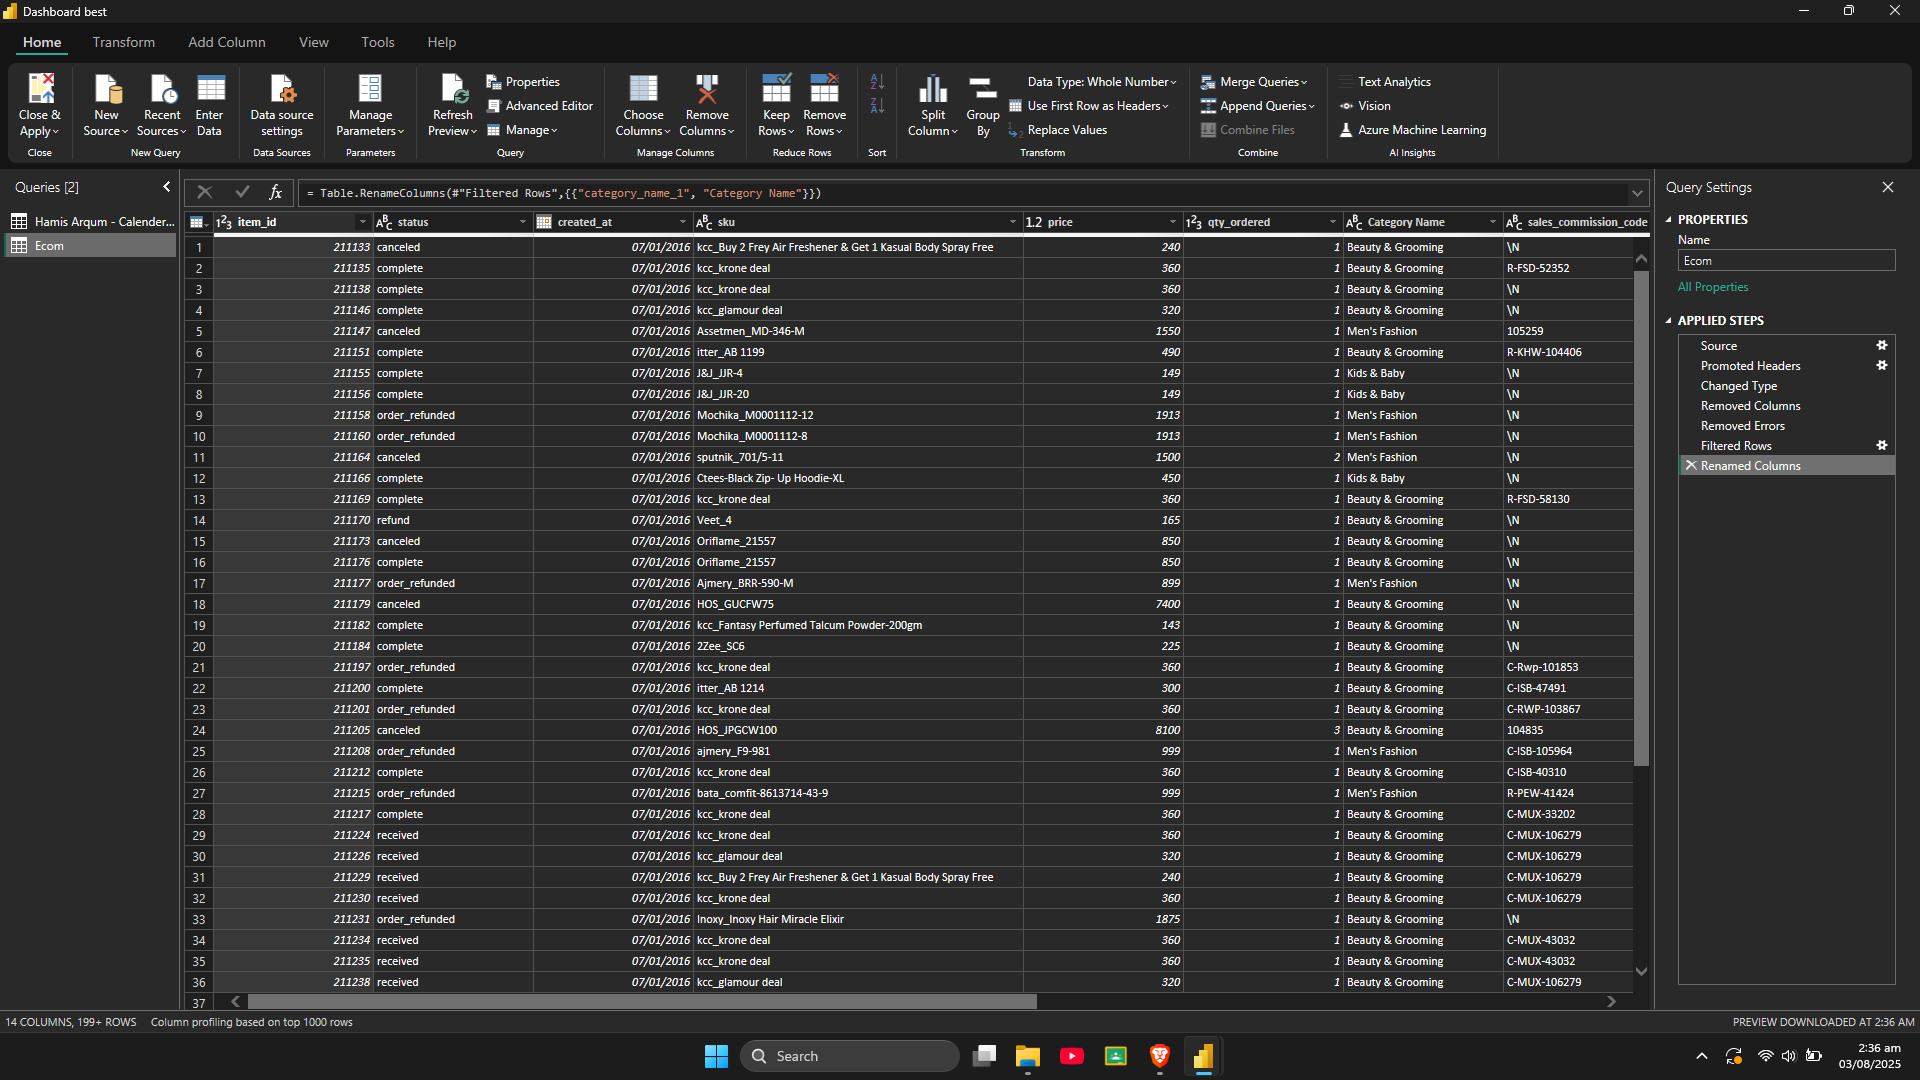 Dashboard best
Home Transform Add Column View Tools Help
Close & Apply New Source Recent Sources Enter Data Data source settings Manage Parameters Refresh Preview Properties Advanced Editor Manage Choose Columns Remove Columns Keep Rows Remove Rows Split Column Group By Data Type: Whole Number Use First Row as Headers Replace Values Merge Queries Append Queries Combine Files Text Analytics Vision Azure Machine Learning
Close New Query Data Sources Parameters Query Manage Columns Reduce Rows Sort Transform Combine AI Insights
Queries [2]
Hamis Arqum - Calender...
Ecom
fx = Table.RenameColumns(#"Filtered Rows",{{"category_name_1", "Category Name"}})
item_id status created_at sku price qty_ordered Category Name sales_commission_code
1 211133 canceled 07/01/2016 kcc_Buy 2 Frey Air Freshener & Get 1 Kasual Body Spray Free 240 1 Beauty & Grooming \N
2 211135 complete 07/01/2016 kcc_krone deal 360 1 Beauty & Grooming R-FSD-52352
3 211138 complete 07/01/2016 kcc_krone deal 360 1 Beauty & Grooming \N
4 211146 complete 07/01/2016 kcc_glamour deal 320 1 Beauty & Grooming \N
5 211147 canceled 07/01/2016 Assetmen_MD-346-M 1550 1 Men's Fashion 105259
6 211151 complete 07/01/2016 itter_AB 1199 490 1 Beauty & Grooming R-KHW-104406
7 211155 complete 07/01/2016 J&J_JJR-4 149 1 Kids & Baby \N
8 211156 complete 07/01/2016 J&J_JJR-20 149 1 Kids & Baby \N
9 211158 order_refunded 07/01/2016 Mochika_M0001112-12 1913 1 Men's Fashion \N
10 211160 order_refunded 07/01/2016 Mochika_M0001112-8 1913 1 Men's Fashion \N
11 211164 canceled 07/01/2016 sputnik_701/5-11 1500 2 Men's Fashion \N
12 211166 complete 07/01/2016 Ctees-Black Zip- Up Hoodie-XL 450 1 Kids & Baby \N
13 211169 complete 07/01/2016 kcc_krone deal 360 1 Beauty & Grooming R-FSD-58130
14 211170 refund 07/01/2016 Veet_4 165 1 Beauty & Grooming \N
15 211173 canceled 07/01/2016 Oriflame_21557 850 1 Beauty & Grooming \N
16 211176 complete 07/01/2016 Oriflame_21557 850 1 Beauty & Grooming \N
17 211177 order_refunded 07/01/2016 Ajmery_BRR-590-M 899 1 Men's Fashion \N
18 211179 canceled 07/01/2016 HOS_GUCFW75 7400 1 Beauty & Grooming \N
19 211182 complete 07/01/2016 kcc_Fantasy Perfumed Talcum Powder-200gm 143 1 Beauty & Grooming \N
20 211184 complete 07/01/2016 2Zee_SC6 225 1 Beauty & Grooming \N
21 211197 order_refunded 07/01/2016 kcc_krone deal 360 1 Beauty & Grooming C-Rwp-101853
22 211200 complete 07/01/2016 itter_AB 1214 300 1 Beauty & Grooming C-ISB-47491
23 211201 order_refunded 07/01/2016 kcc_krone deal 360 1 Beauty & Grooming C-RWP-103867
24 211205 canceled 07/01/2016 HOS_JPGCW100 8100 3 Beauty & Grooming 104835
25 211208 order_refunded 07/01/2016 ajmery_F9-981 999 1 Men's Fashion C-ISB-105964
26 211212 complete 07/01/2016 kcc_krone deal 360 1 Beauty & Grooming C-ISB-40310
27 211215 order_refunded 07/01/2016 bata_comfit-8613714-43-9 999 1 Men's Fashion R-PEW-41424
28 211217 complete 07/01/2016 kcc_krone deal 360 1 Beauty & Grooming C-MUX-33202
29 211224 received 07/01/2016 kcc_krone deal 360 1 Beauty & Grooming C-MUX-106279
30 211226 received 07/01/2016 kcc_glamour deal 320 1 Beauty & Grooming C-MUX-106279
31 211229 received 07/01/2016 kcc_Buy 2 Frey Air Freshener & Get 1 Kasual Body Spray Free 240 1 Beauty & Grooming C-MUX-106279
32 211230 received 07/01/2016 kcc_krone deal 360 1 Beauty & Grooming C-MUX-106279
33 211231 order_refunded 07/01/2016 Inoxy_Inoxy Hair Miracle Elixir 1875 1 Beauty & Grooming \N
34 211234 received 07/01/2016 kcc_krone deal 360 1 Beauty & Grooming C-MUX-43032
35 211235 received 07/01/2016 kcc_krone deal 360 1 Beauty & Grooming C-MUX-43032
36 211238 received 07/01/2016 kcc_glamour deal 320 1 Beauty & Grooming C-MUX-106279
37
Query Settings
PROPERTIES
Name
Ecom
All Properties
APPLIED STEPS
Source
Promoted Headers
Changed Type
Removed Columns
Removed Errors
Filtered Rows
Renamed Columns
14 COLUMNS, 199+ ROWS Column profiling based on top 1000 rows PREVIEW DOWNLOADED AT 2:36 AM
Search
2:36 am
03/08/2025